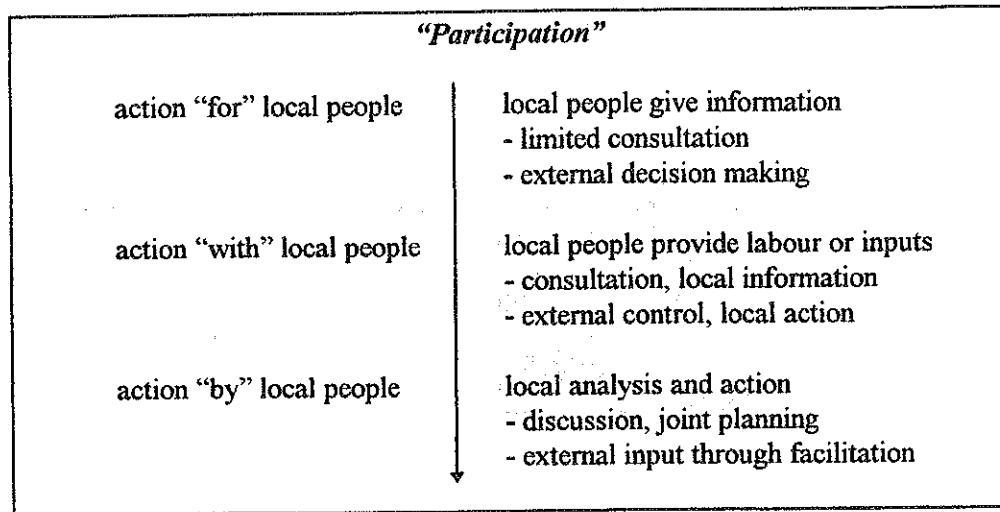 “Participation”
action “for” local people
local people give information
- limited consultation
- external decision making
action “with” local people
local people provide labour or inputs
- consultation, local information
- external control, local action
action “by” local people
local analysis and action
- discussion, joint planning
- external input through facilitation